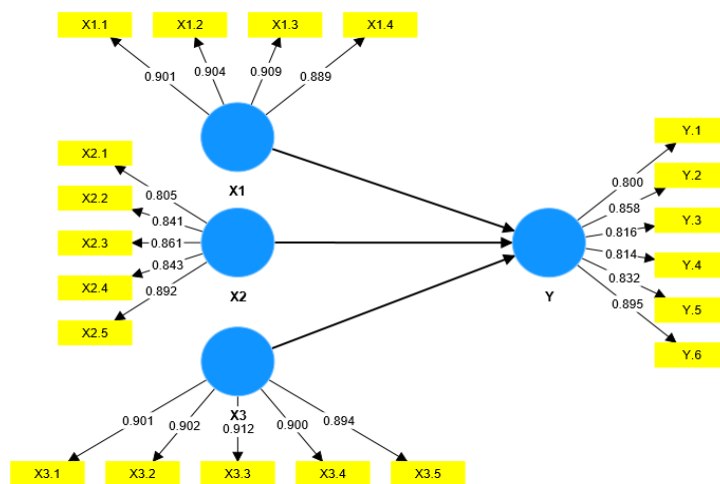 X1.1 X1.2 X1.3 X1.4
0.901 0.904 0.909 0.889
X1
X2.1
X2.2
X2.3
X2.4
X2.5
0.805
0.841
0.861
0.843
0.892
X2
X3
0.901 0.902 0.912 0.900 0.894
X3.1 X3.2 X3.3 X3.4 X3.5
Y
0.800
0.858
0.816
0.814
0.832
0.895
Y.1
Y.2
Y.3
Y.4
Y.5
Y.6